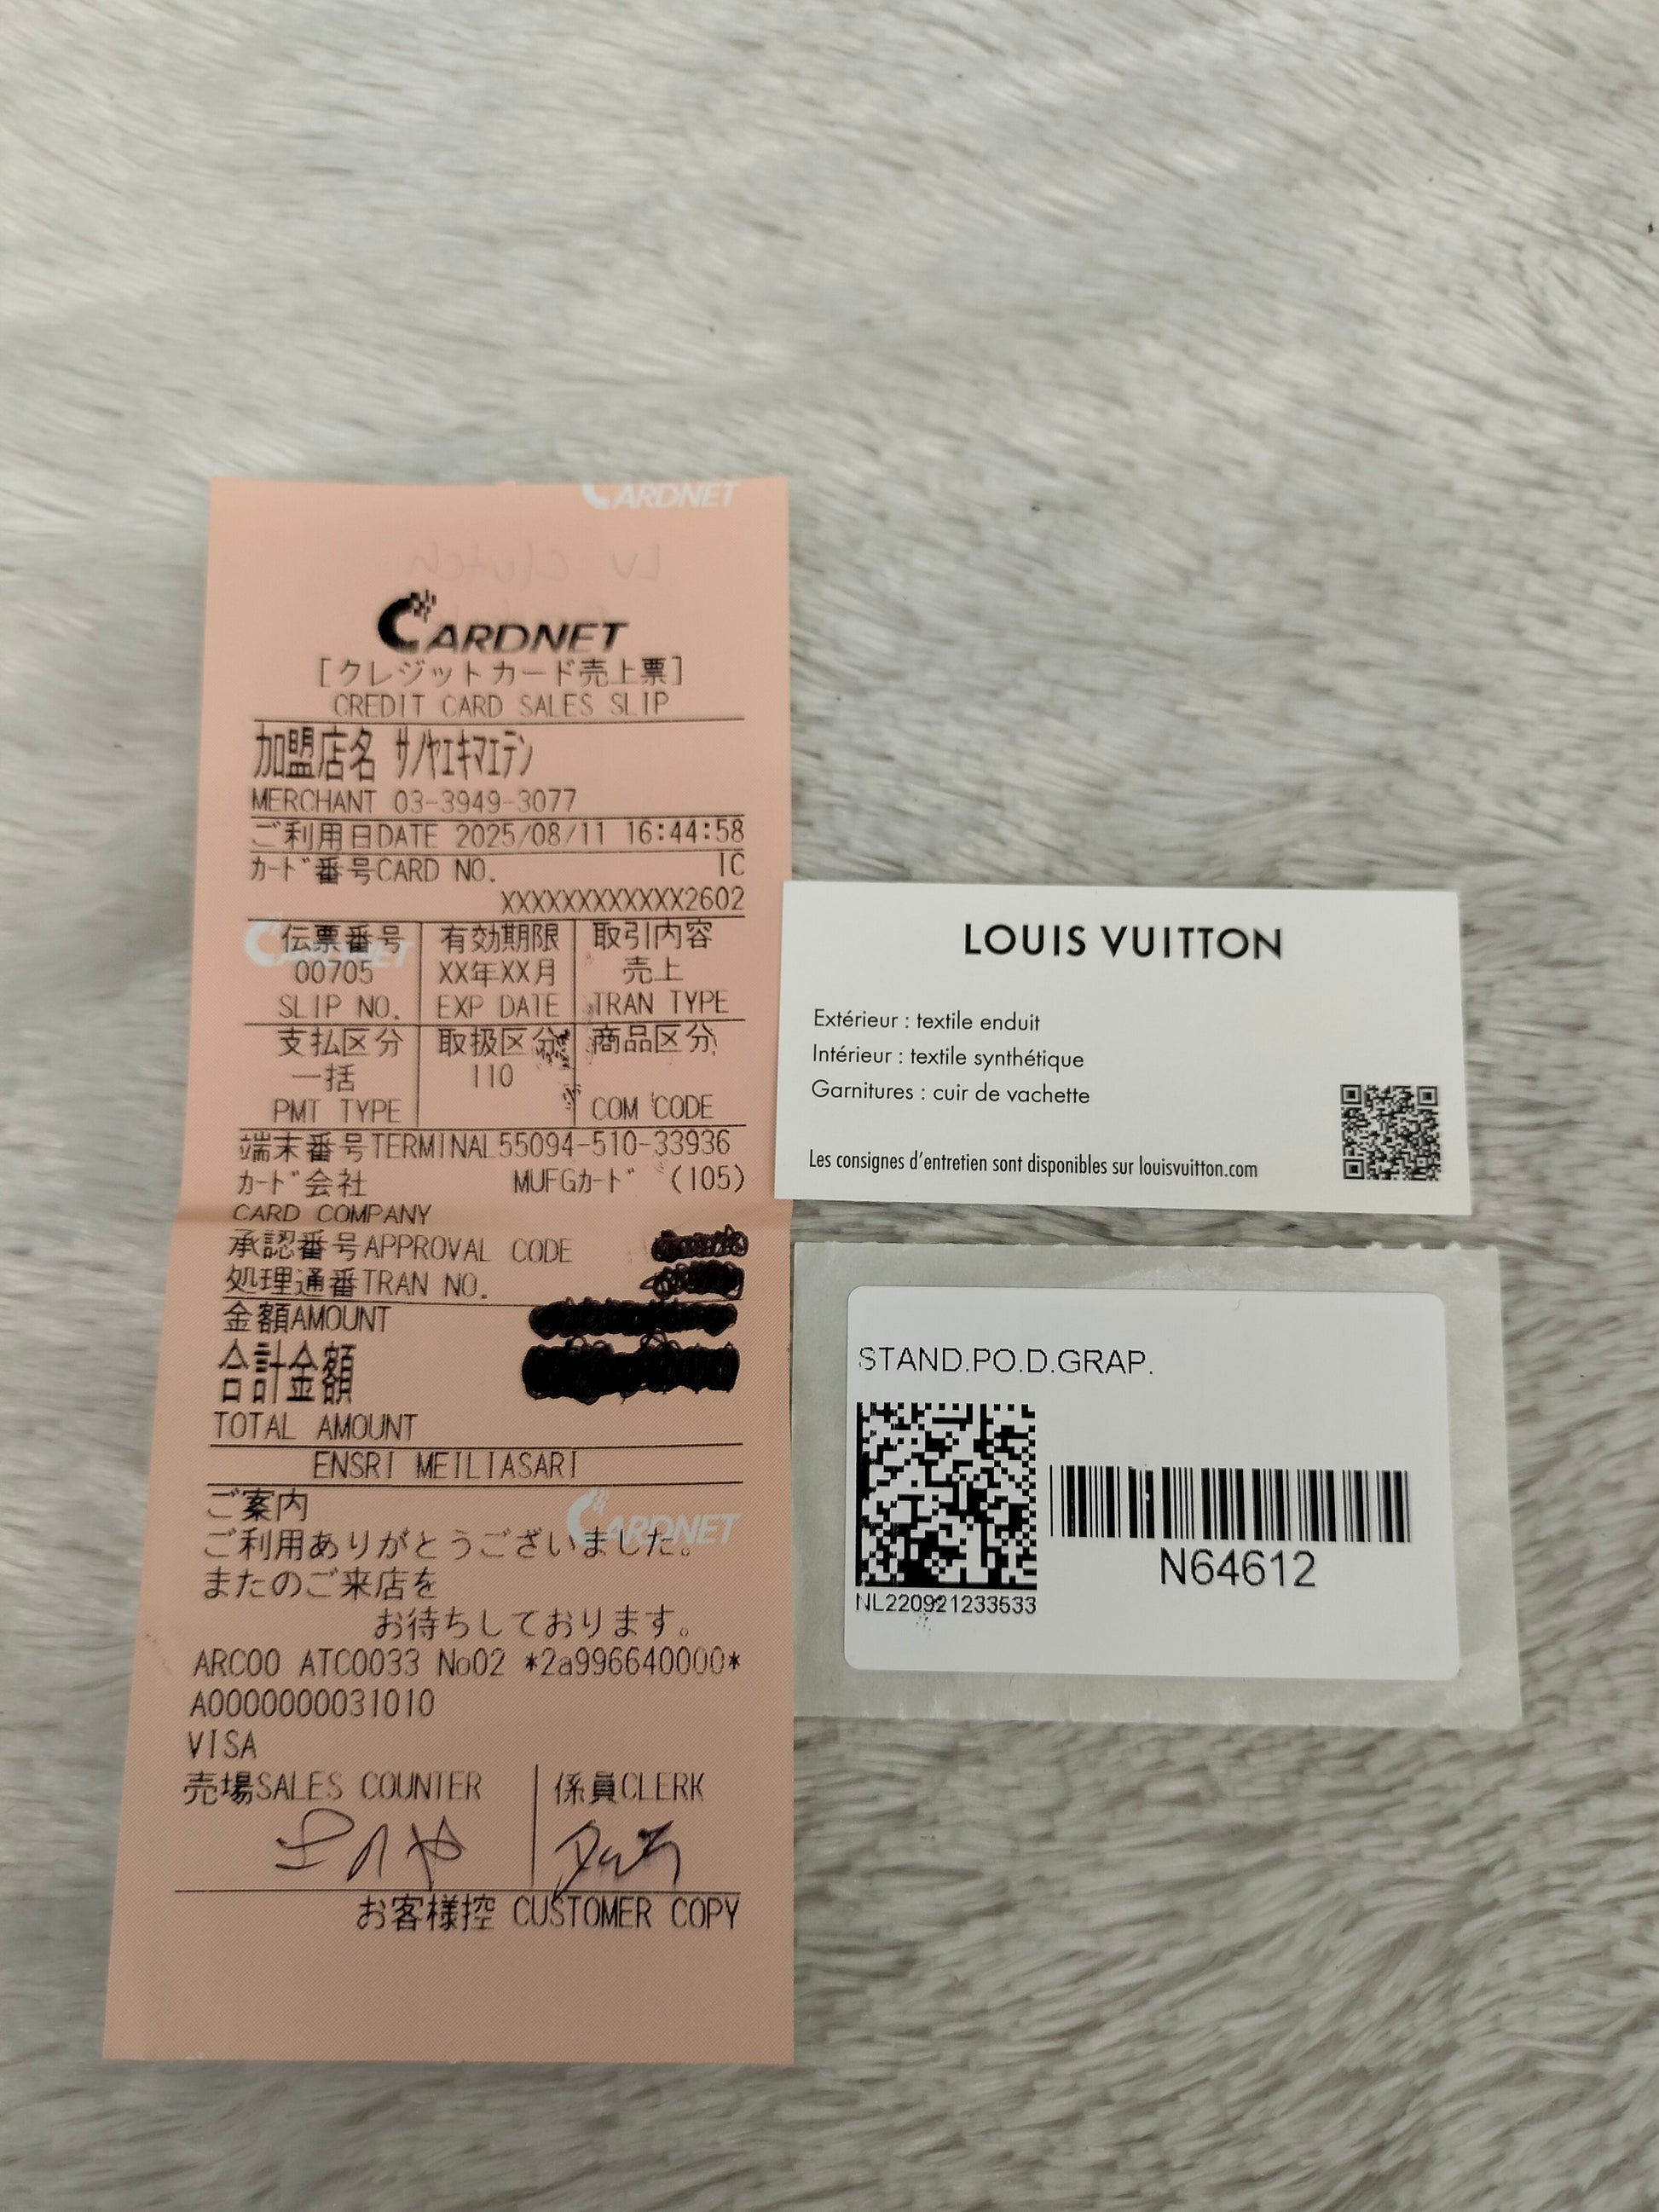 CARDNET
CARDNET
[クレジットカード売上票]
CREDIT CARD SALES SLIP
加盟店名 ｻﾉﾔｴｷﾏｴﾃﾝ
MERCHANT 03-3949-3077
ご利用日DATE 2025/08/11 16:44:58
ｶｰﾄﾞ番号CARD NO. IC
XXXXXXXXXXXX2602
伝票番号 有効期限 取引内容
00705 XX年XX月 売上
SLIP NO. EXP DATE TRAN TYPE
支払区分 取扱区分 商品区分
一括 110
PMT TYPE COM CODE
端末番号TERMINAL55094-510-33936
ｶｰﾄﾞ会社 MUFGｶｰﾄﾞ (105)
CARD COMPANY
承認番号APPROVAL CODE
処理通番TRAN NO.
金額AMOUNT
合計金額
TOTAL AMOUNT
ENSRI MEILIASARI
ご案内
CARDNET
ご利用ありがとうございました。
またのご来店を
お待ちしております。
ARC00 ATC0033 No02 *2a996640000*
A0000000031010
VISA
売場SALES COUNTER 係員CLERK
さのや
お客様控 CUSTOMER COPY
LOUIS VUITTON
Extérieur : textile enduit
Intérieur : textile synthétique
Garnitures : cuir de vachette
Les consignes d'entretien sont disponibles sur louisvuitton.com
STAND.PO.D.GRAP.
N64612
NL220921233533